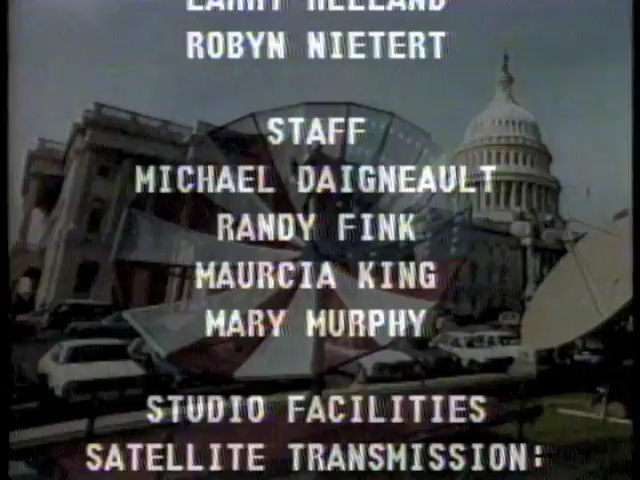 ROBYN NIETERT
STAFF
MICHAEL DAIGNEAULT
RANDY FINK
MAURCIA KING
MARY MURPHY
STUDIO FACILITIES
SATELLITE TRANSMISSION: